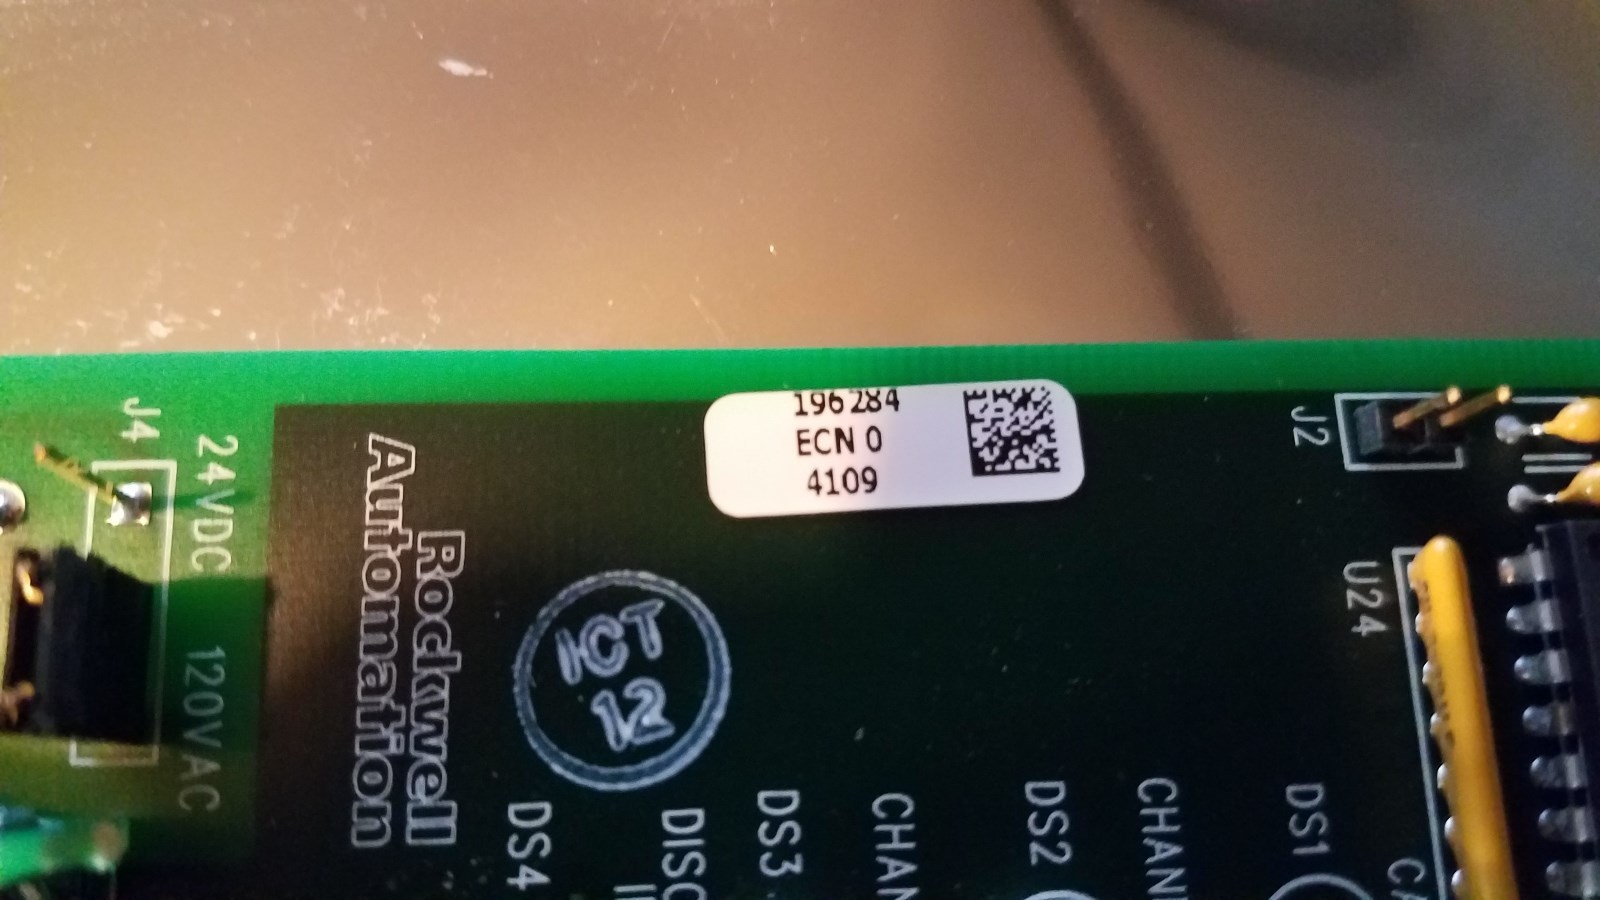 196284
ECN 0
4109
J4
24VDC
120VAC
Rockwell
Automation
ICT
12
J2
U24
DS4
DS3
DS2
DS1